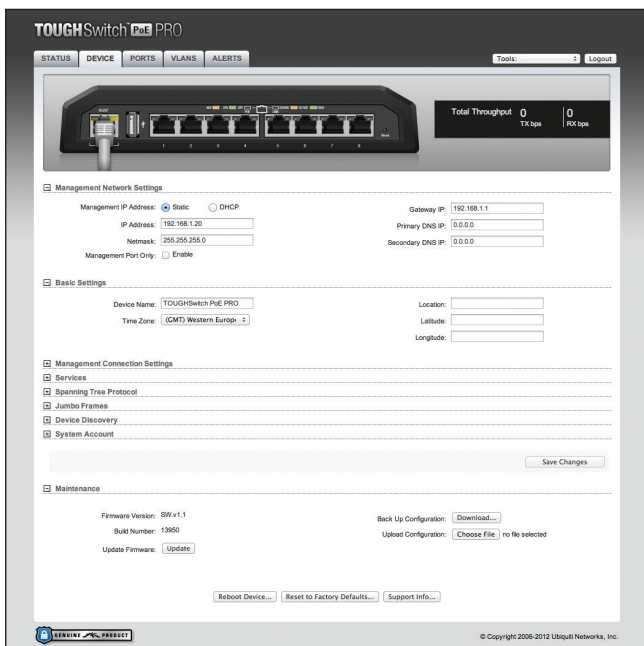 TOUGHSwitch™ PoE PRO
STATUS DEVICE PORTS VLANS ALERTS Tools: Logout
Total Throughput 0 0
TX bps RX bps
1 2 3 4 5 6 7 8
Reset
Management Network Settings
Management IP Address: Static DHCP
IP Address: 192.168.1.20
Netmask: 255.255.255.0
Management Port Only: Enable
Gateway IP: 192.168.1.1
Primary DNS IP: 0.0.0.0
Secondary DNS IP: 0.0.0.0
Basic Settings
Device Name: TOUGHSwitch PoE PRO
Time Zone: (GMT) Western Europ
Location:
Latitude:
Longitude:
Management Connection Settings
Services
Spanning Tree Protocol
Jumbo Frames
Device Discovery
System Account
Save Changes
Maintenance
Firmware Version: SW.v1.1
Build Number: 13950
Update Firmware: Update
Back Up Configuration: Download...
Upload Configuration: Choose File no file selected
Reboot Device... Reset to Factory Defaults... Support Info...
GENUINE PRODUCT
© Copyright 2006-2012 Ubiquiti Networks, Inc.